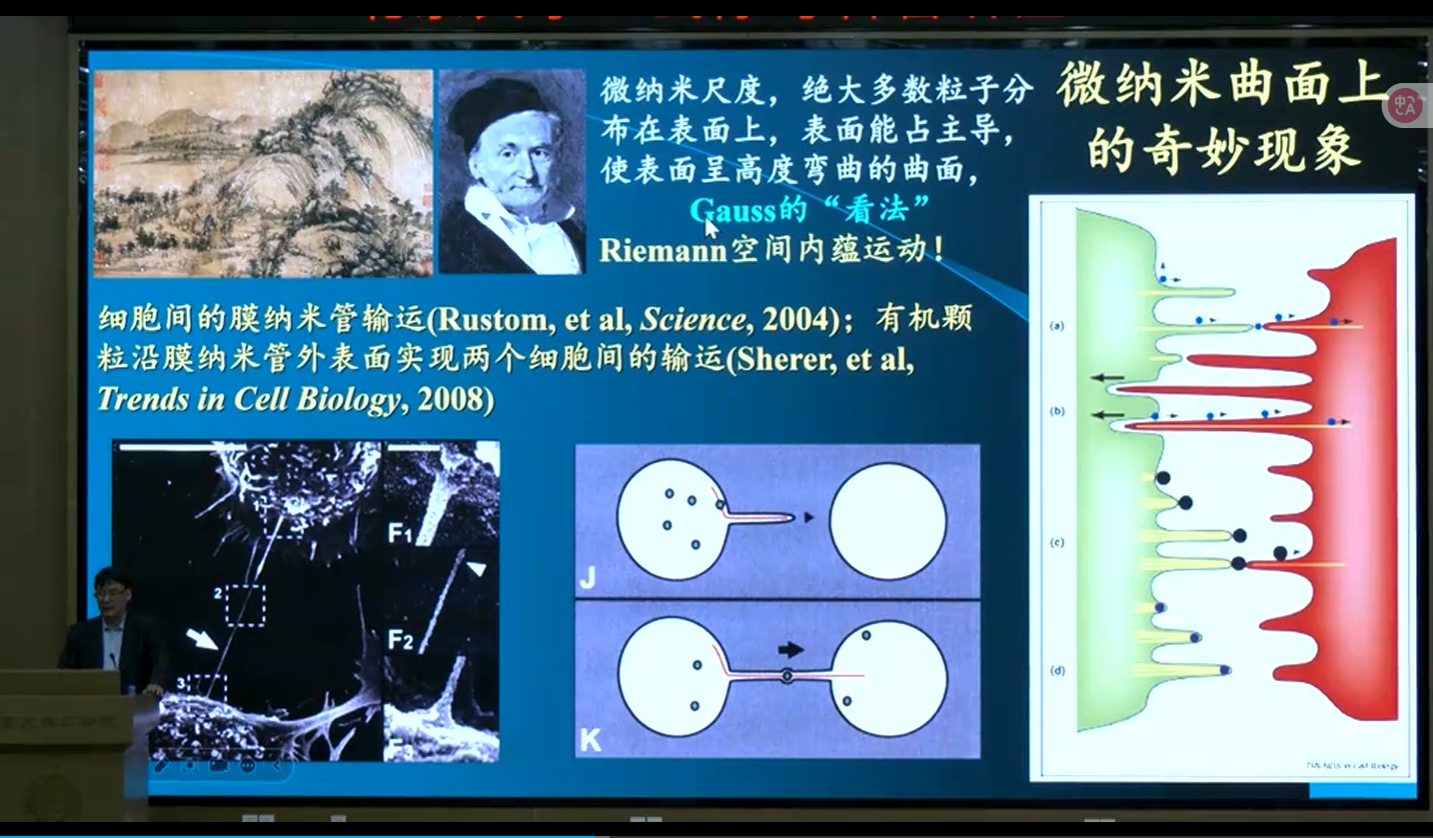 微纳米曲面上
的奇妙现象
微纳米尺度，绝大多数粒子分
布在表面上，表面能占主导，
使表面呈高度弯曲的曲面，
Gauss的“看法”
Riemann空间内蕴运动！
细胞间的膜纳米管输运(Rustom, et al, Science, 2004)；有机颗
粒沿膜纳米管外表面实现两个细胞间的输运(Sherer, et al,
Trends in Cell Biology, 2008)
2
3
F1
F2
J
K
(a)
(b)
(c)
(d)
TRENDS in Cell Biology
中
A